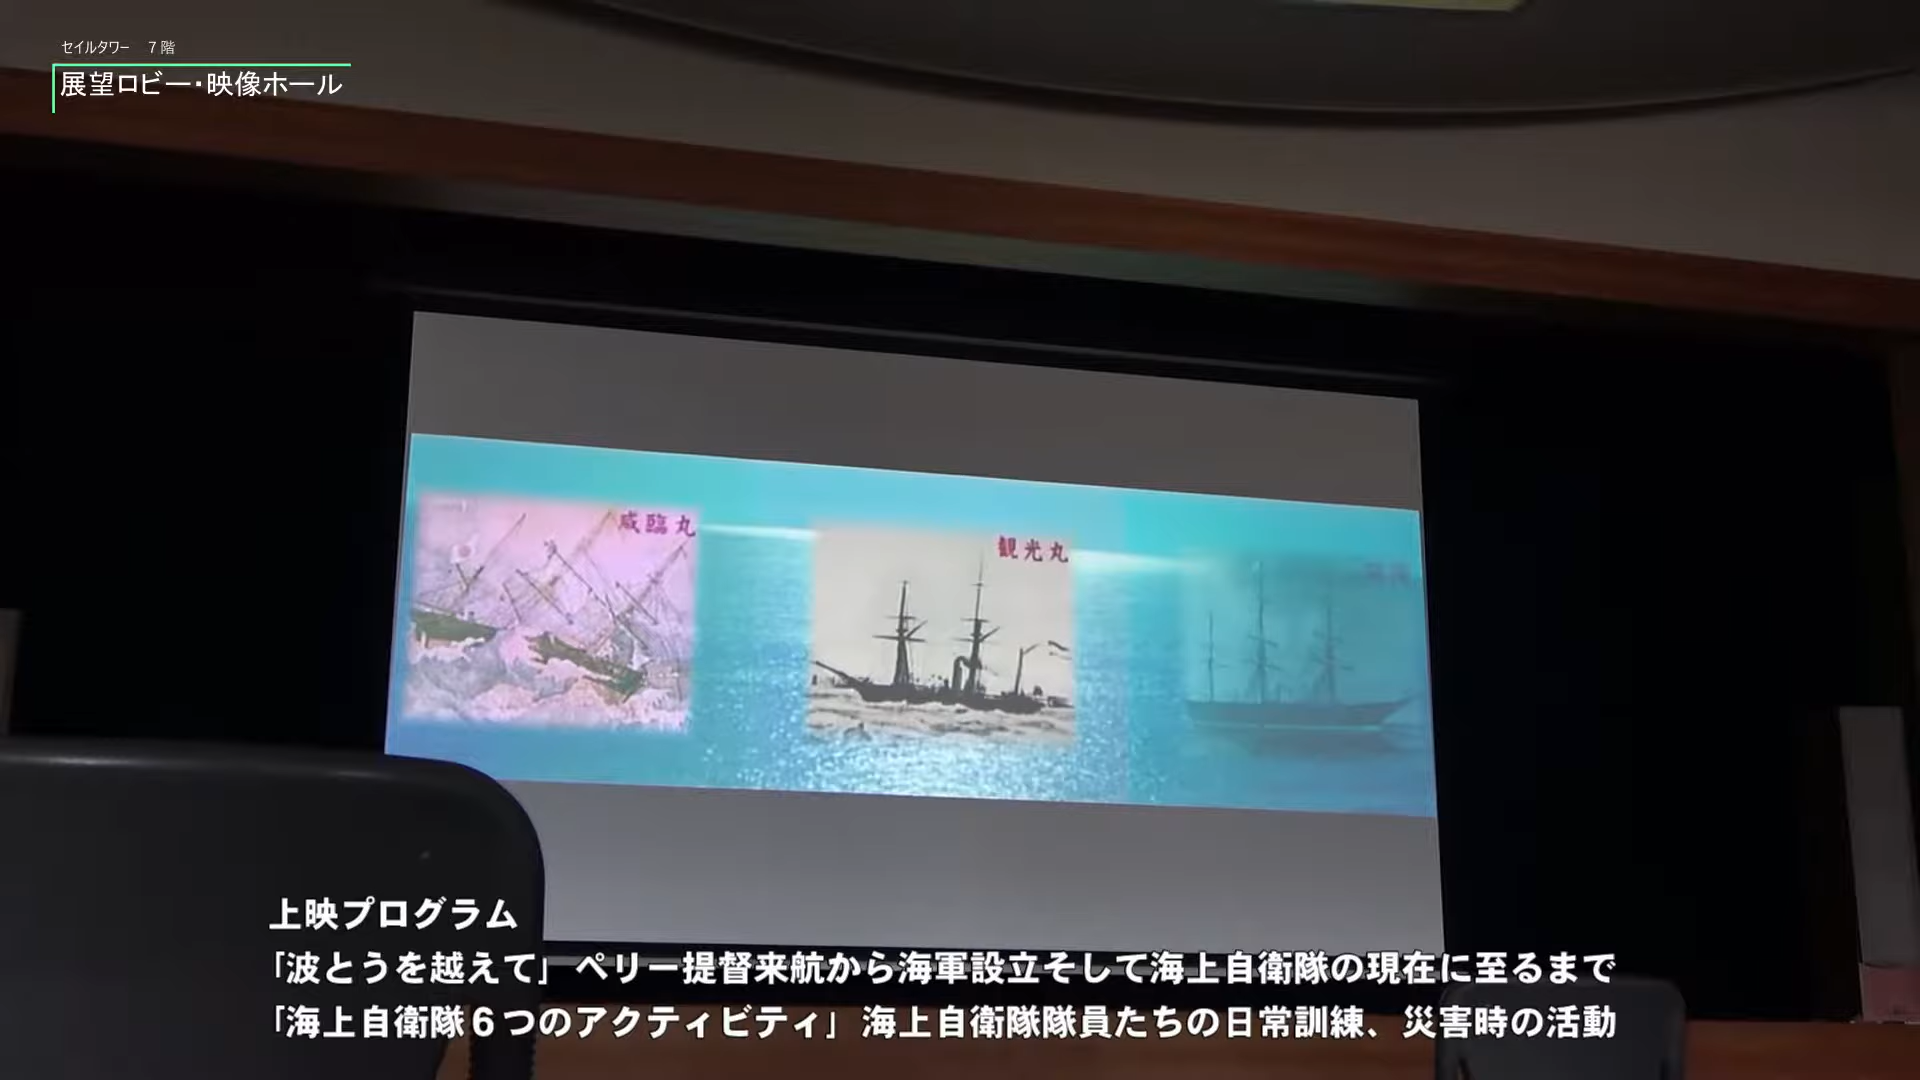 セイルタワー　７階
展望ロビー・映像ホール
咸臨丸
観光丸
上映プログラム
「波とうを越えて」ペリー提督来航から海軍設立そして海上自衛隊の現在に至るまで
「海上自衛隊６つのアクティビティ」海上自衛隊隊員たちの日常訓練、災害時の活動